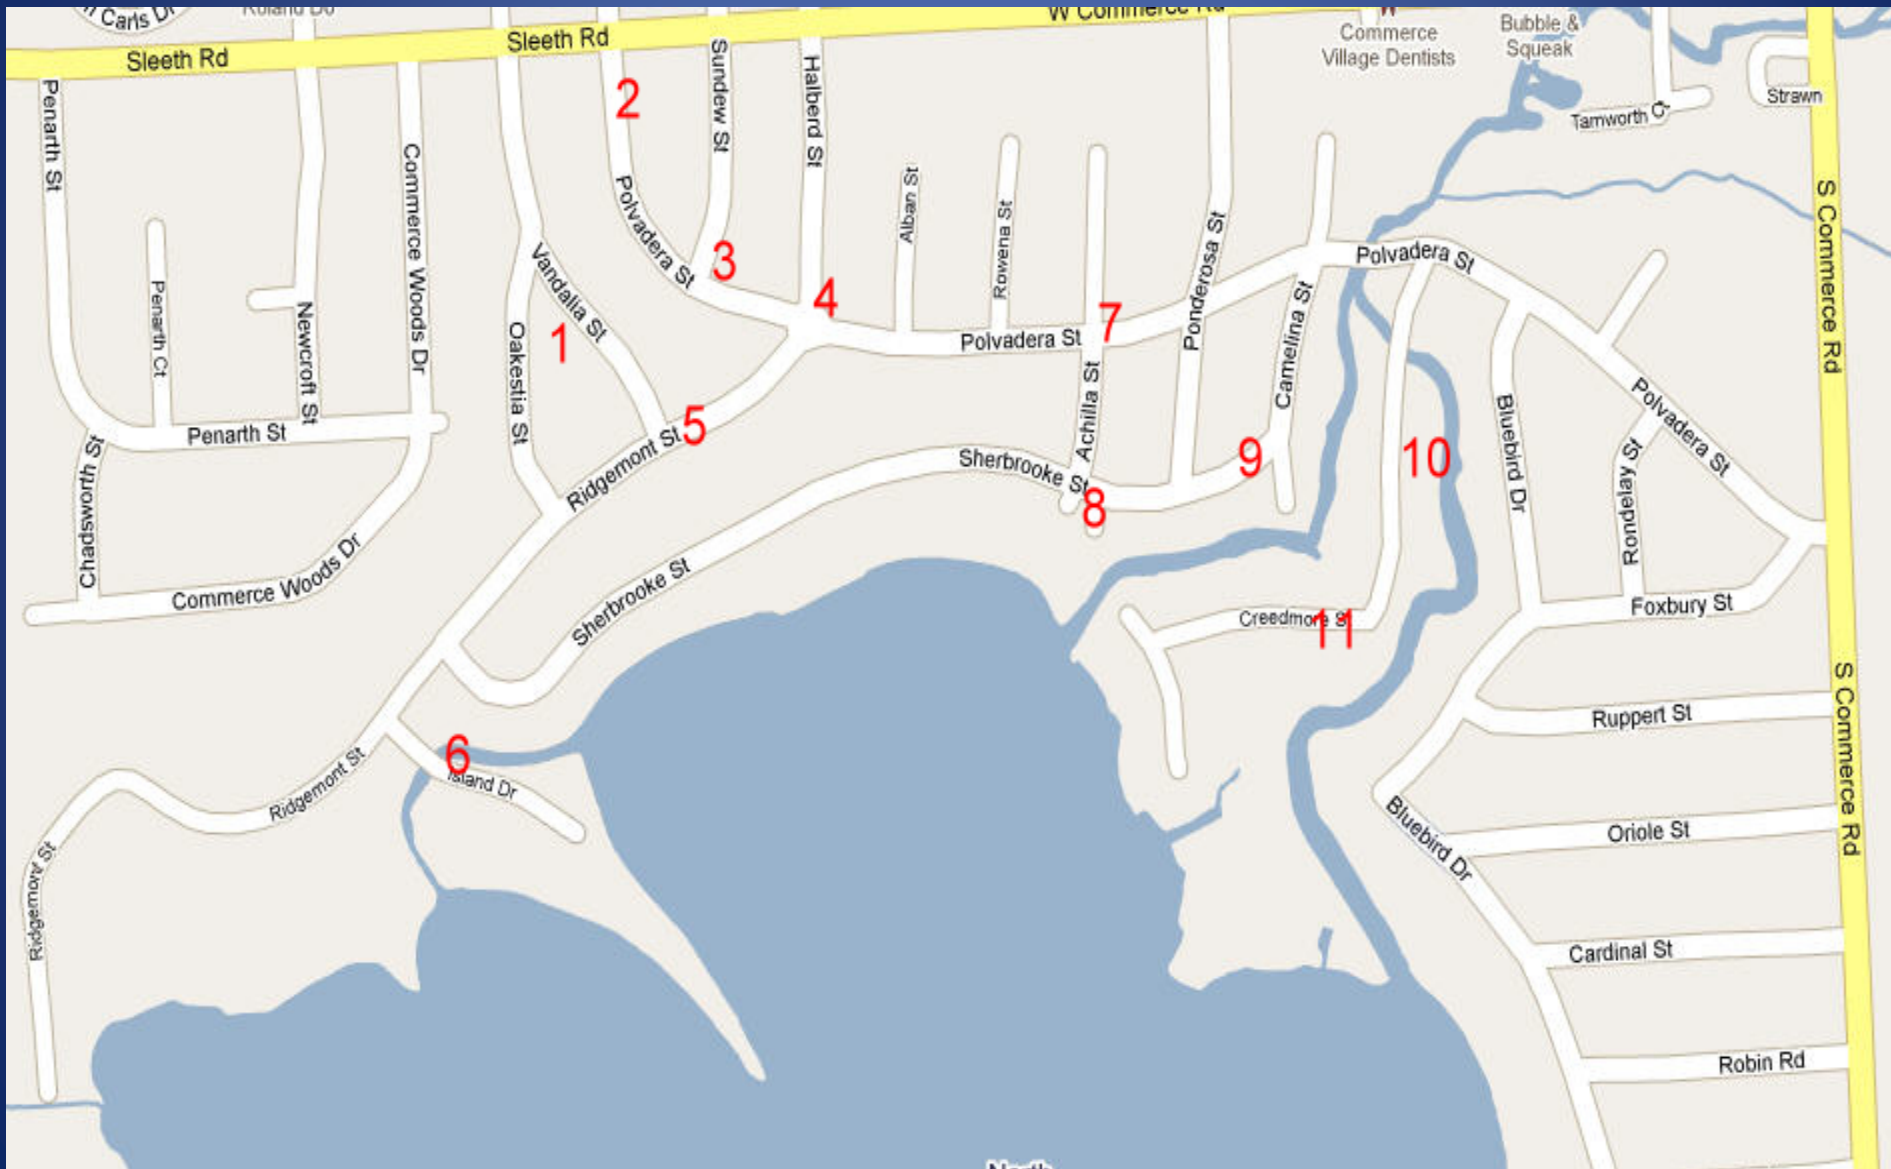 Carls Dr
Roland Do
W Commerce Rd
Sleeth Rd
Sleeth Rd
Commerce
Village Dentists
Bubble &
Squeak
Strawn
Tamworth Ct
Penarth St
Commerce Woods Dr
2
Sundew St
Halberd St
Polvadera St
Alban St
Rowena St
Ponderosa St
Polvadera St
S Commerce Rd
3
4
Vandalia St
Penarth Ct
Newcroft St
Oakestia St
1
7
Polvadera St
Camelina St
Achilla St
Bluebird Dr
Polvadera St
Penarth St
5
Ridgemont St
Sherbrooke St
8
9
10
Rondelay St
Chadsworth St
Commerce Woods Dr
Sherbrooke St
Creedmore St
11
Foxbury St
S Commerce Rd
Ruppert St
6
Island Dr
Ridgemont St
Ridgemont St
Bluebird Dr
Oriole St
Cardinal St
Robin Rd
North